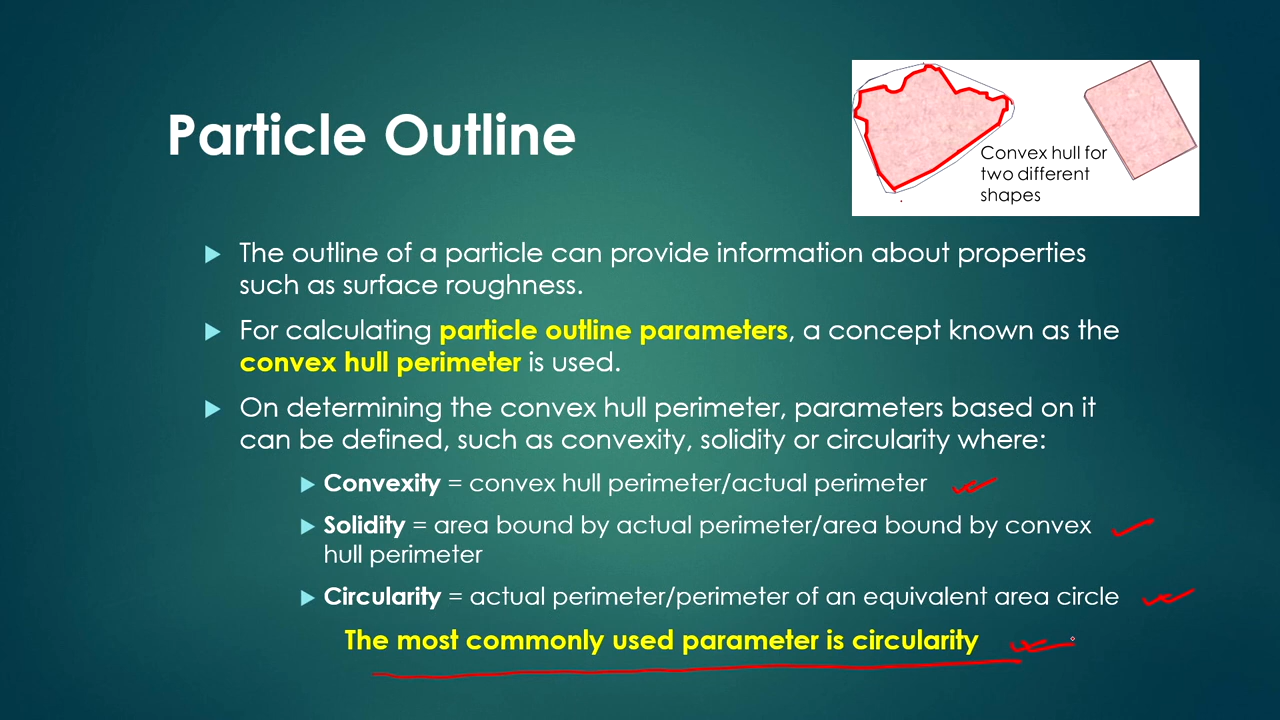 Particle Outline
Convex hull for
two different
shapes
The outline of a particle can provide information about properties
such as surface roughness.
For calculating particle outline parameters, a concept known as the
convex hull perimeter is used.
On determining the convex hull perimeter, parameters based on it
can be defined, such as convexity, solidity or circularity where:
Convexity = convex hull perimeter/actual perimeter
Solidity = area bound by actual perimeter/area bound by convex
hull perimeter
Circularity = actual perimeter/perimeter of an equivalent area circle
The most commonly used parameter is circularity